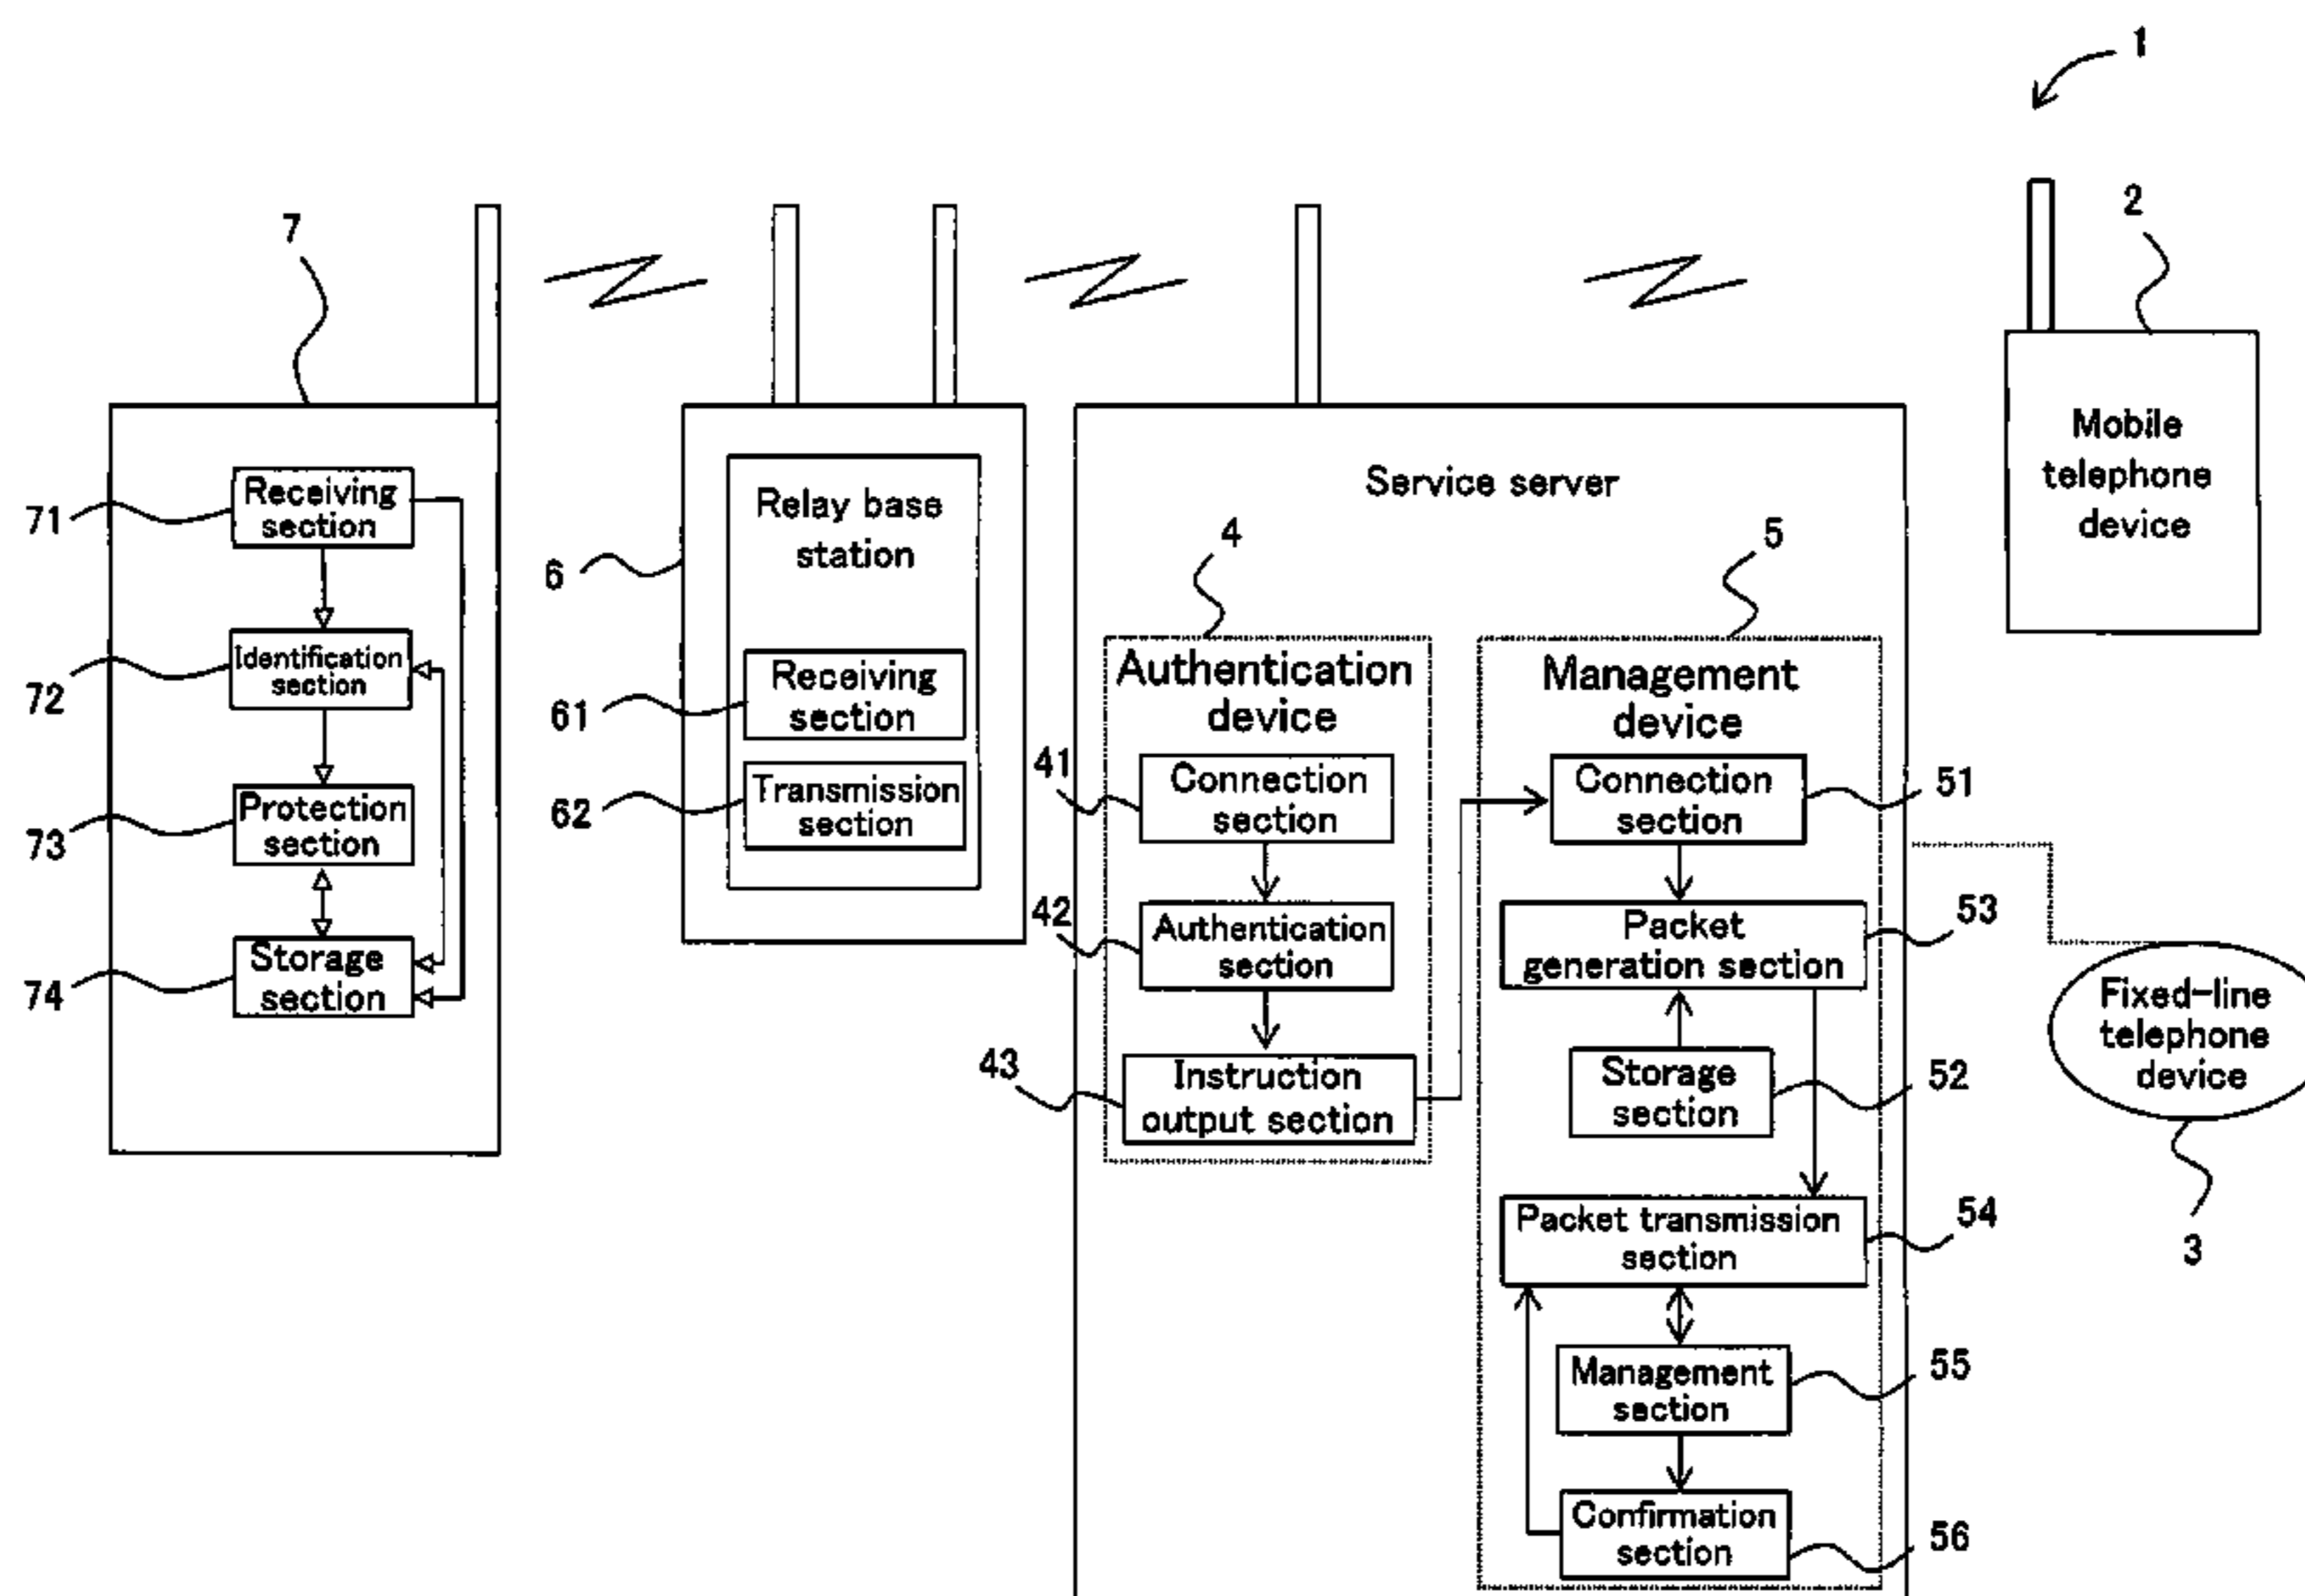 1
2
7
Mobile
telephone
device
Receiving
section
71
Identification
section
72
Protection
section
73
Storage
section
74
Relay base
station
6
Receiving
section
61
Transmission
section
62
Service server
4
Authentication
device
41
Connection
section
42
Authentication
section
43
Instruction
output section
5
Management
device
Connection
section
51
Packet
generation section
53
Storage
section
52
Packet transmission
section
54
Management
section
55
Confirmation
section
56
Fixed-line
telephone
device
3